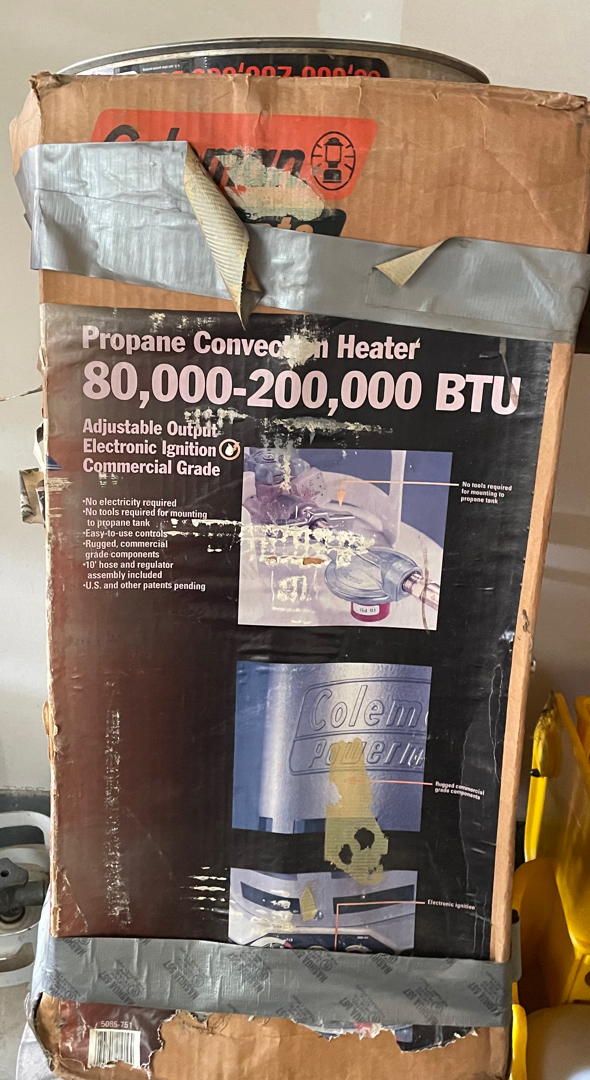 Coleman
Propane Convection Heater
80,000-200,000 BTU
Adjustable Output
Electronic Ignition
Commercial Grade
•No electricity required
•No tools required for mounting
to propane tank
•Easy-to-use controls
•Rugged, commercial
grade components
•10' hose and regulator
assembly included
•U.S. and other patents pending
No tools required
for mounting to
propane tank
Colem
Powerm
Rugged commercial
grade components
Electronic ignition
5085-751